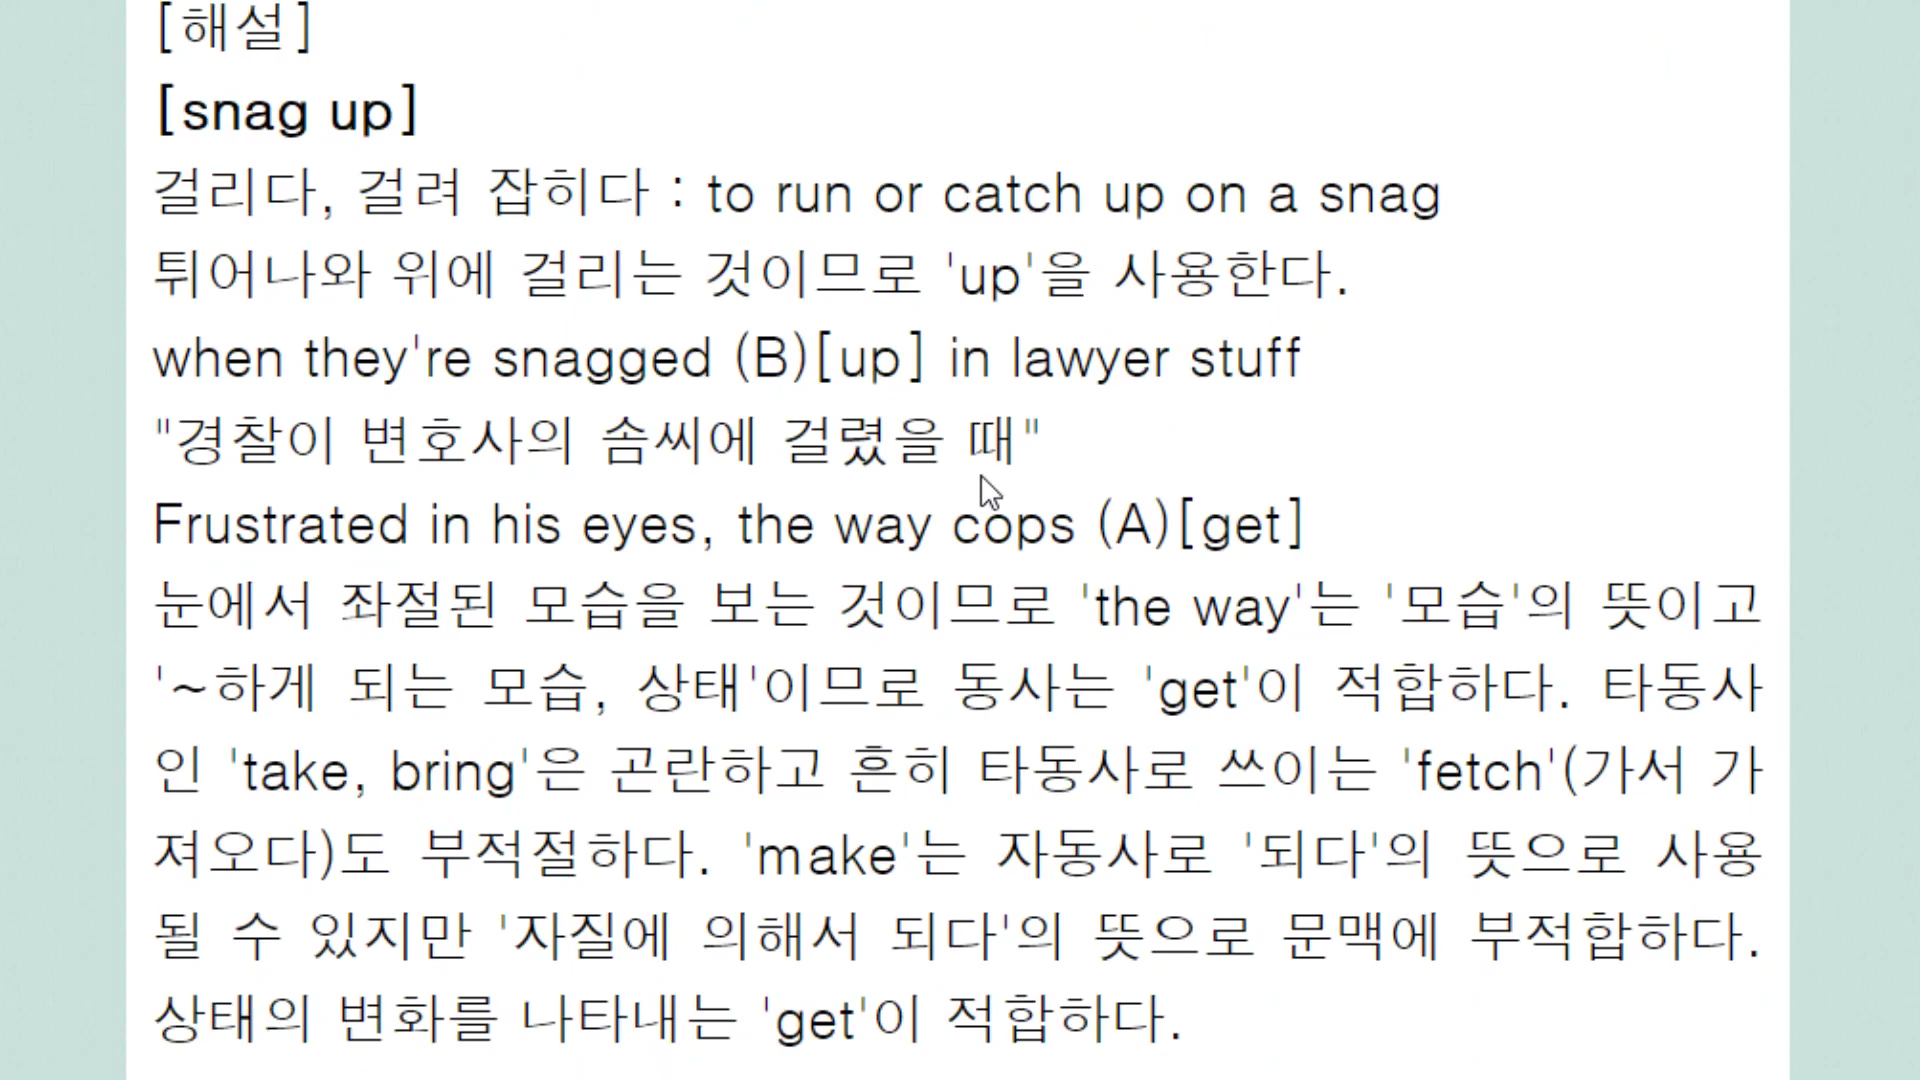 [해설]
[snag up]
걸리다, 걸려 잡히다 : to run or catch up on a snag
튀어나와 위에 걸리는 것이므로 'up'을 사용한다.
when they're snagged (B)[up] in lawyer stuff
"경찰이 변호사의 솜씨에 걸렸을 때"
Frustrated in his eyes, the way cops (A)[get]
눈에서 좌절된 모습을 보는 것이므로 'the way'는 '모습'의 뜻이고
'~하게 되는 모습, 상태'이므로 동사는 'get'이 적합하다. 타동사
인 'take, bring'은 곤란하고 흔히 타동사로 쓰이는 'fetch'(가서 가
져오다)도 부적절하다. 'make'는 자동사로 '되다'의 뜻으로 사용
될 수 있지만 '자질에 의해서 되다'의 뜻으로 문맥에 부적합하다.
상태의 변화를 나타내는 'get'이 적합하다.